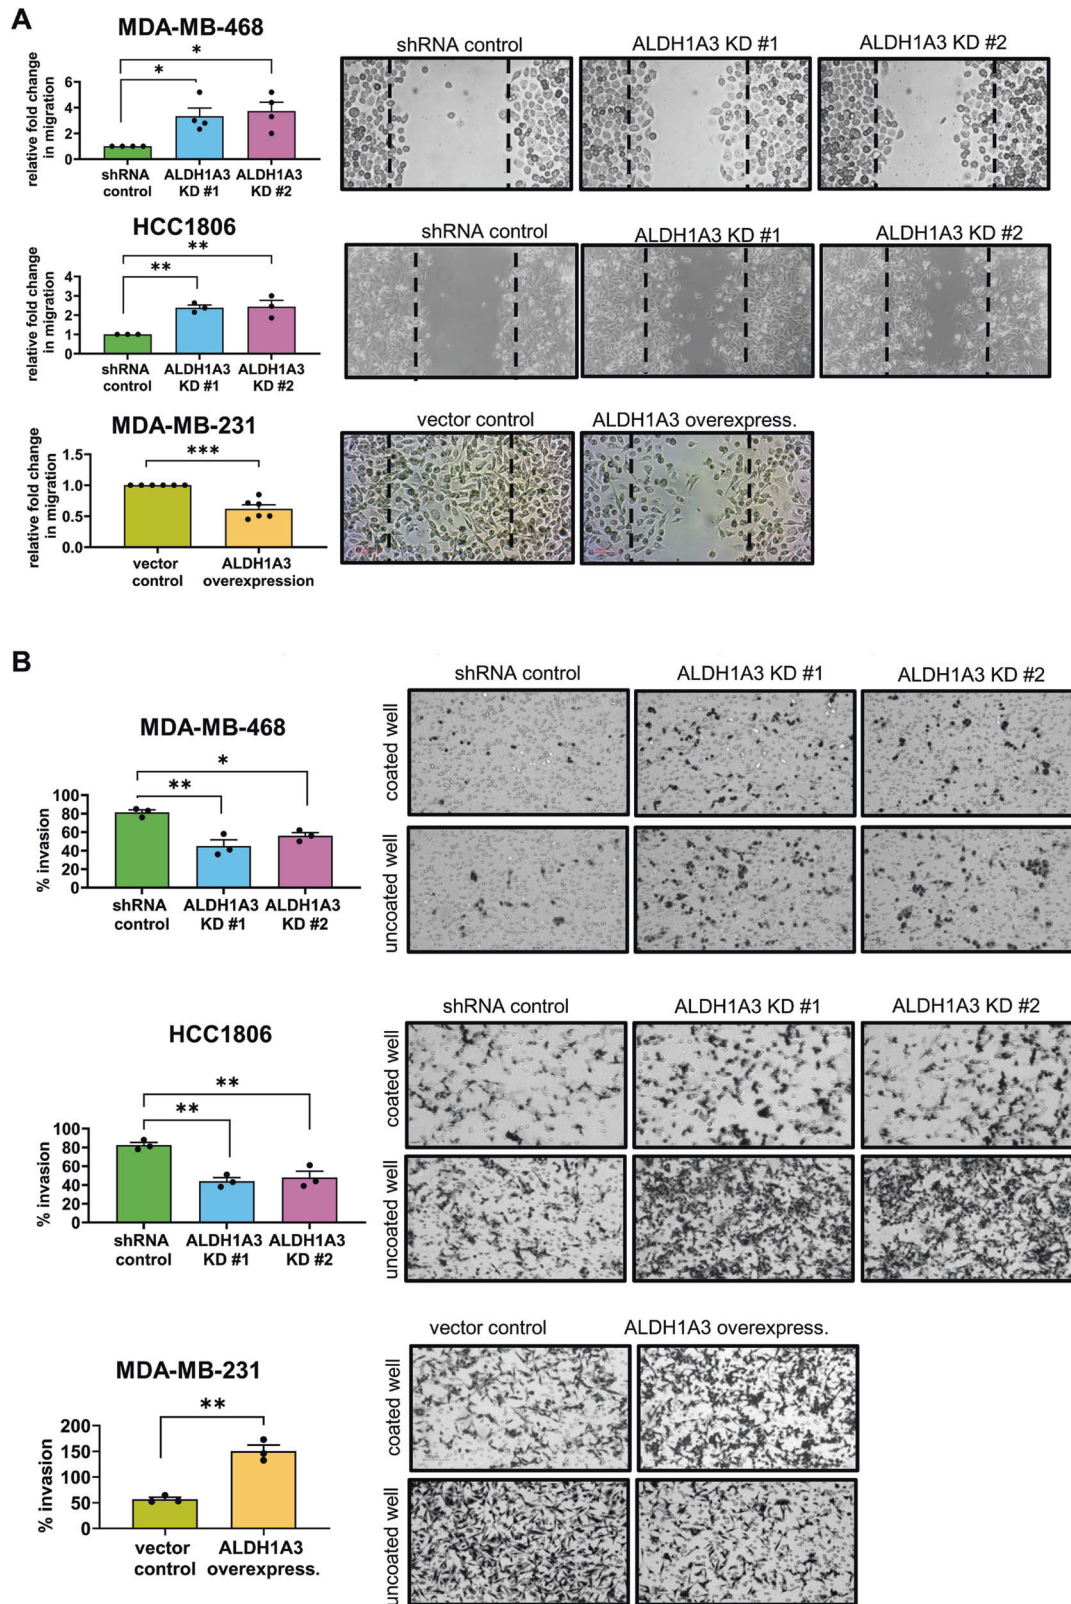 A
MDA-MB-468
relative fold change
in migration
6
4
2
0
*
*
shRNA
control
ALDH1A3
KD #1
ALDH1A3
KD #2
shRNA control
ALDH1A3 KD #1
ALDH1A3 KD #2
HCC1806
relative fold change
in migration
4
3
2
1
0
**
**
shRNA
control
ALDH1A3
KD #1
ALDH1A3
KD #2
shRNA control
ALDH1A3 KD #1
ALDH1A3 KD #2
MDA-MB-231
relative fold change
in migration
1.5
1.0
0.5
0.0
***
vector
control
ALDH1A3
overexpression
vector control
ALDH1A3 overexpress.
B
MDA-MB-468
% invasion
100
80
60
40
20
0
*
**
shRNA
control
ALDH1A3
KD #1
ALDH1A3
KD #2
shRNA control
ALDH1A3 KD #1
ALDH1A3 KD #2
coated well
uncoated well
HCC1806
% invasion
100
80
60
40
20
0
**
**
shRNA
control
ALDH1A3
KD #1
ALDH1A3
KD #2
shRNA control
ALDH1A3 KD #1
ALDH1A3 KD #2
coated well
uncoated well
MDA-MB-231
% invasion
200
150
100
50
0
**
vector
control
ALDH1A3
overexpress.
vector control
ALDH1A3 overexpress.
coated well
uncoated well